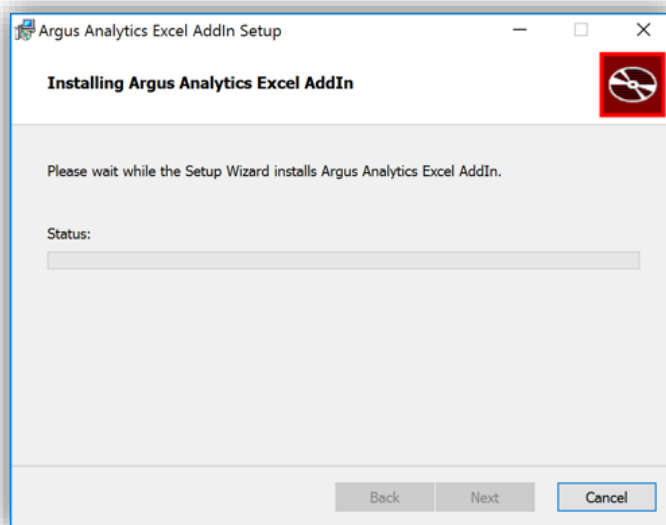 Argus Analytics Excel AddIn Setup
Installing Argus Analytics Excel AddIn
Please wait while the Setup Wizard installs Argus Analytics Excel AddIn.
Status:
Back Next Cancel